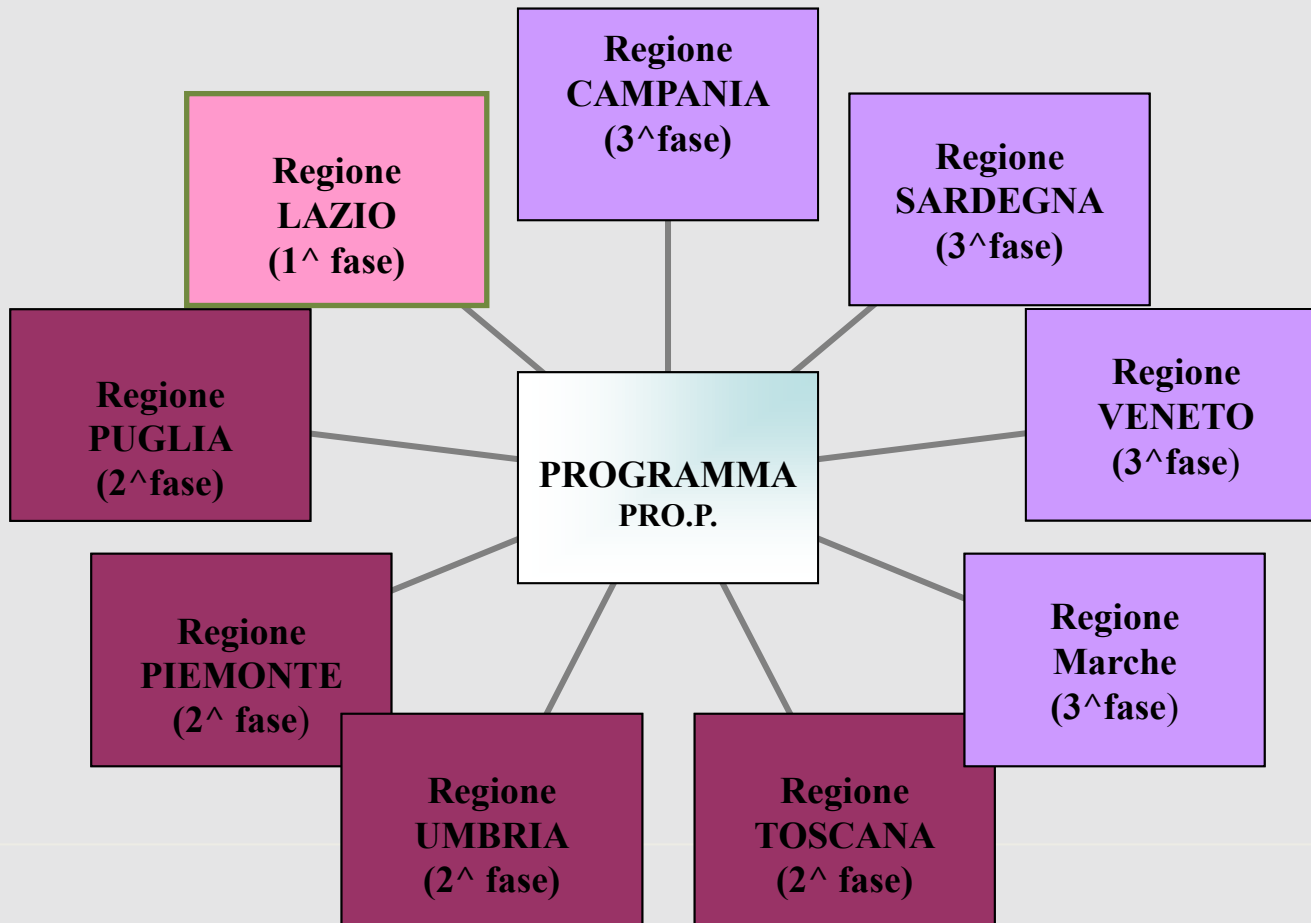 Regione
CAMPANIA
(3^fase)
Regione
LAZIO
(1^ fase)
Regione
SARDEGNA
(3^fase)
Regione
PUGLIA
(2^fase)
Regione
VENETO
(3^fase)
PROGRAMMA
PRO.P.
Regione
PIEMONTE
(2^ fase)
Regione
Marche
(3^fase)
Regione
UMBRIA
(2^ fase)
Regione
TOSCANA
(2^ fase)